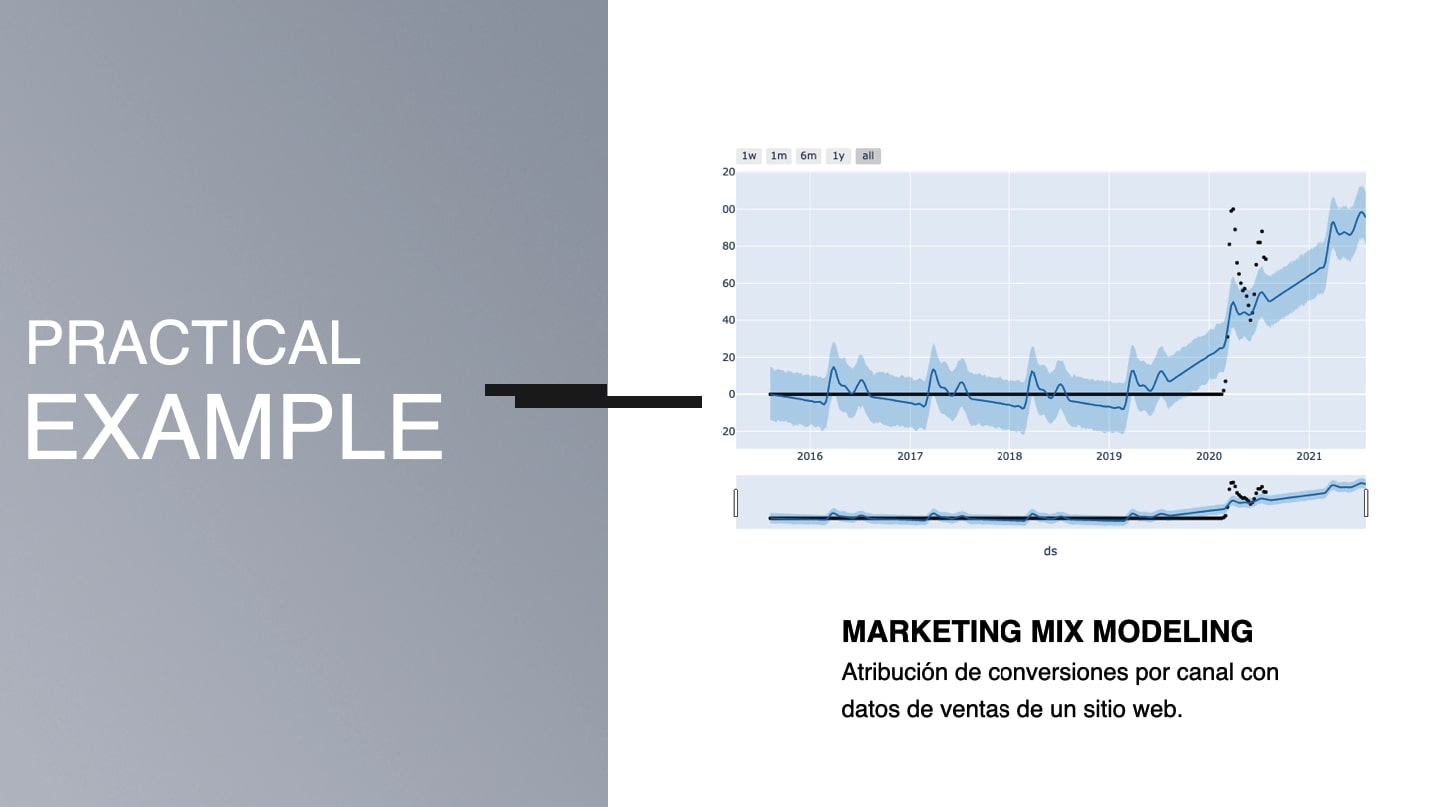 PRACTICAL
EXAMPLE
1w 1m 6m 1y all
20
00
80
60
40
20
0
20
2016 2017 2018 2019 2020 2021
ds
MARKETING MIX MODELING
Atribución de conversiones por canal con
datos de ventas de un sitio web.